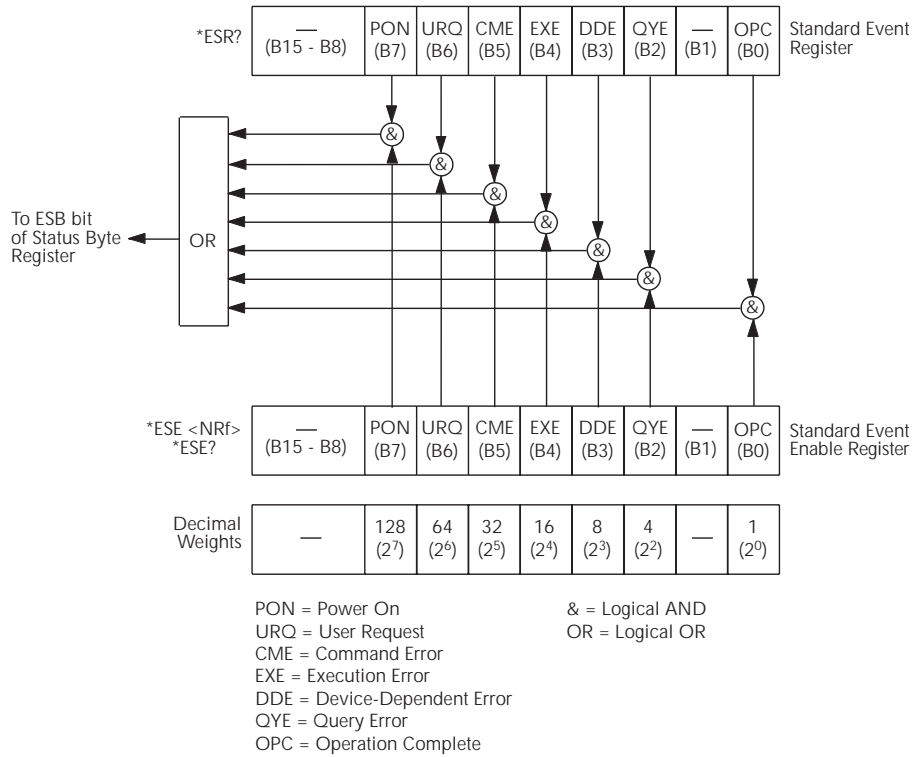 *ESR?
—
(B15 - B8)
PON
(B7)
URQ
(B6)
CME
(B5)
EXE
(B4)
DDE
(B3)
QYE
(B2)
—
(B1)
OPC
(B0)
Standard Event
Register
&
&
&
&
&
&
&
To ESB bit
of Status Byte
Register
OR
*ESE <NRf>
*ESE?
—
(B15 - B8)
PON
(B7)
URQ
(B6)
CME
(B5)
EXE
(B4)
DDE
(B3)
QYE
(B2)
—
(B1)
OPC
(B0)
Standard Event
Enable Register
Decimal
Weights
—
128
(2⁷)
64
(2⁶)
32
(2⁵)
16
(2⁴)
8
(2³)
4
(2²)
—
1
(2⁰)
PON = Power On
URQ = User Request
CME = Command Error
EXE = Execution Error
DDE = Device-Dependent Error
QYE = Query Error
OPC = Operation Complete
& = Logical AND
OR = Logical OR